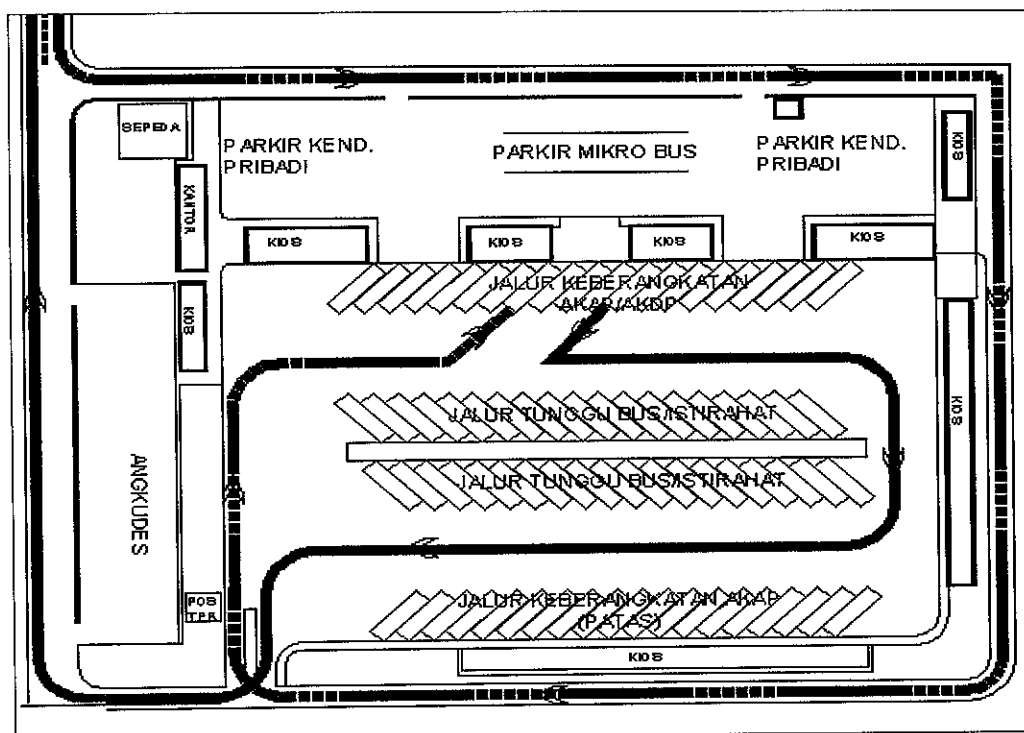 SEPEDA
PARKIR KEND.
PRIBADI
PARKIR MIKRO BUS
PARKIR KEND.
PRIBADI
KIOS
KANTOR
KIOS
KIOS
KIOS
KIOS
JALUR KEBERANGKATAN
AKAP/AKDP
KIOS
KIOS
JALUR TUNGGU BUS/ISTIRAHAT
JALUR TUNGGU BUS/ISTIRAHAT
ANGKUDES
POS
TPR
JALUR KEBERANGKATAN AKAP
(PATAS)
KIOS